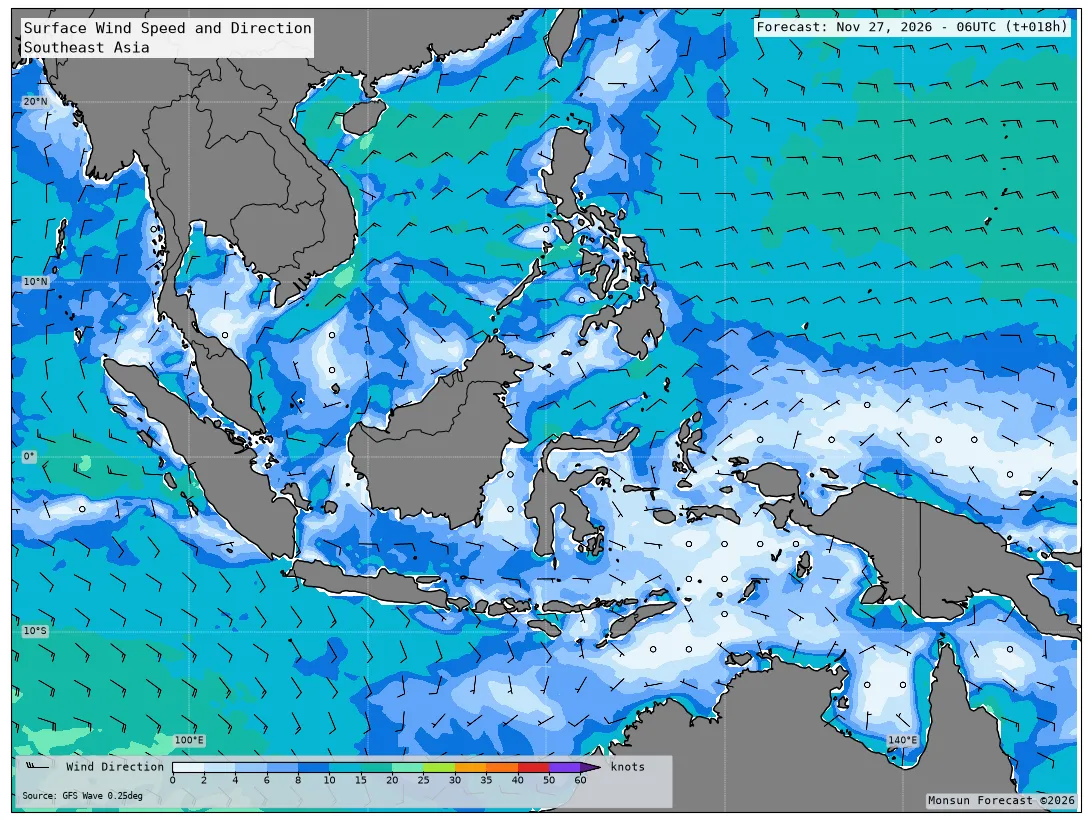 Surface Wind Speed and Direction
Southeast Asia
Forecast: Nov 27, 2026 - 06UTC (t+018h)
20°N
10°N
0°
10°S
100°E
140°E
Wind Direction
knots
0 2 4 6 8 10 15 20 25 30 35 40 50 60
Source: GFS Wave 0.25deg
Monsun Forecast ©2026